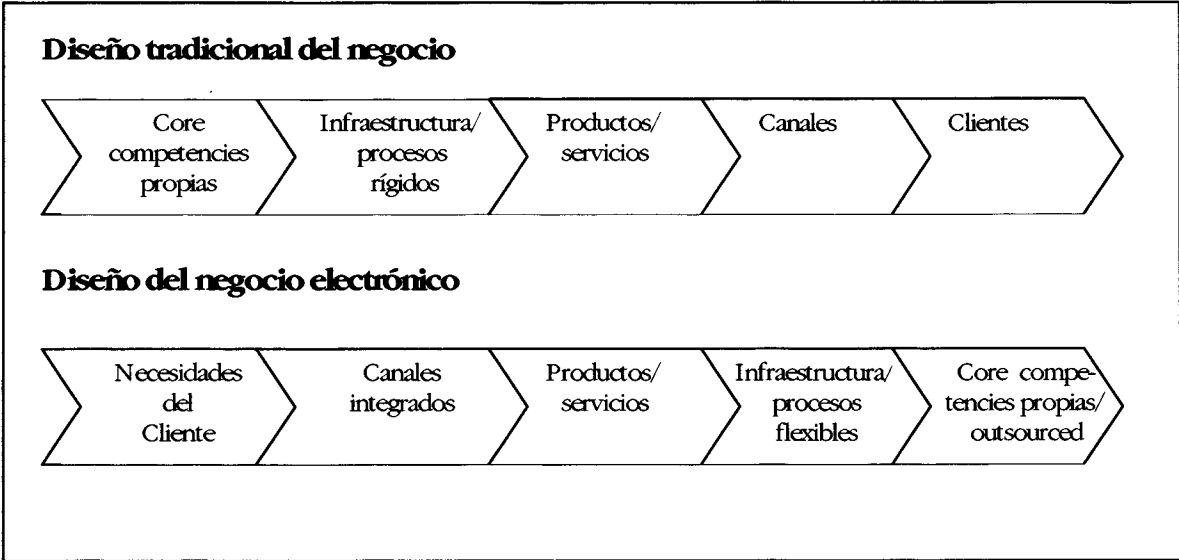 Diseño tradicional del negocio
Core
competencies
propias
Infraestructura/
procesos
rígidos
Productos/
servicios
Canales
Clientes
Diseño del negocio electrónico
Necesidades
del
Cliente
Canales
integrados
Productos/
servicios
Infraestructura/
procesos
flexibles
Core compe-
tencies propias/
outsourced